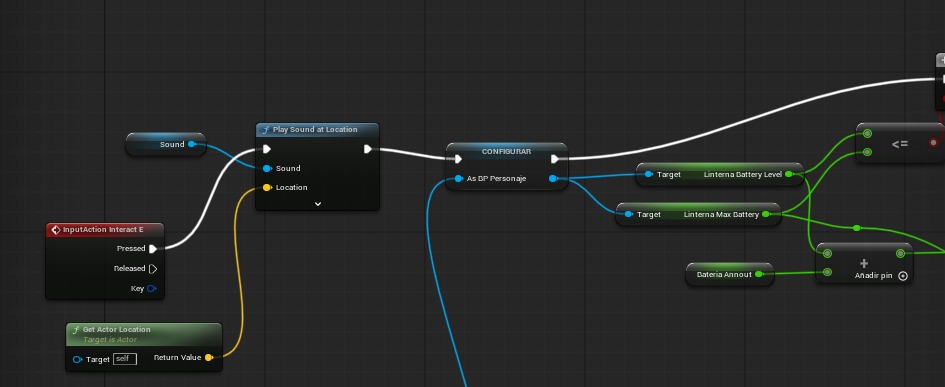 Play Sound at Location
Sound
Sound
Location
InputAction Interact E
Pressed
Released
Key
Get Actor Location
Target is Actor
Target
self
Return Value
CONFIGURAR
As BP Personaje
Target
Linterna Battery Level
Target
Linterna Max Battery
Bateria Annout
<=
+
Añadir pin